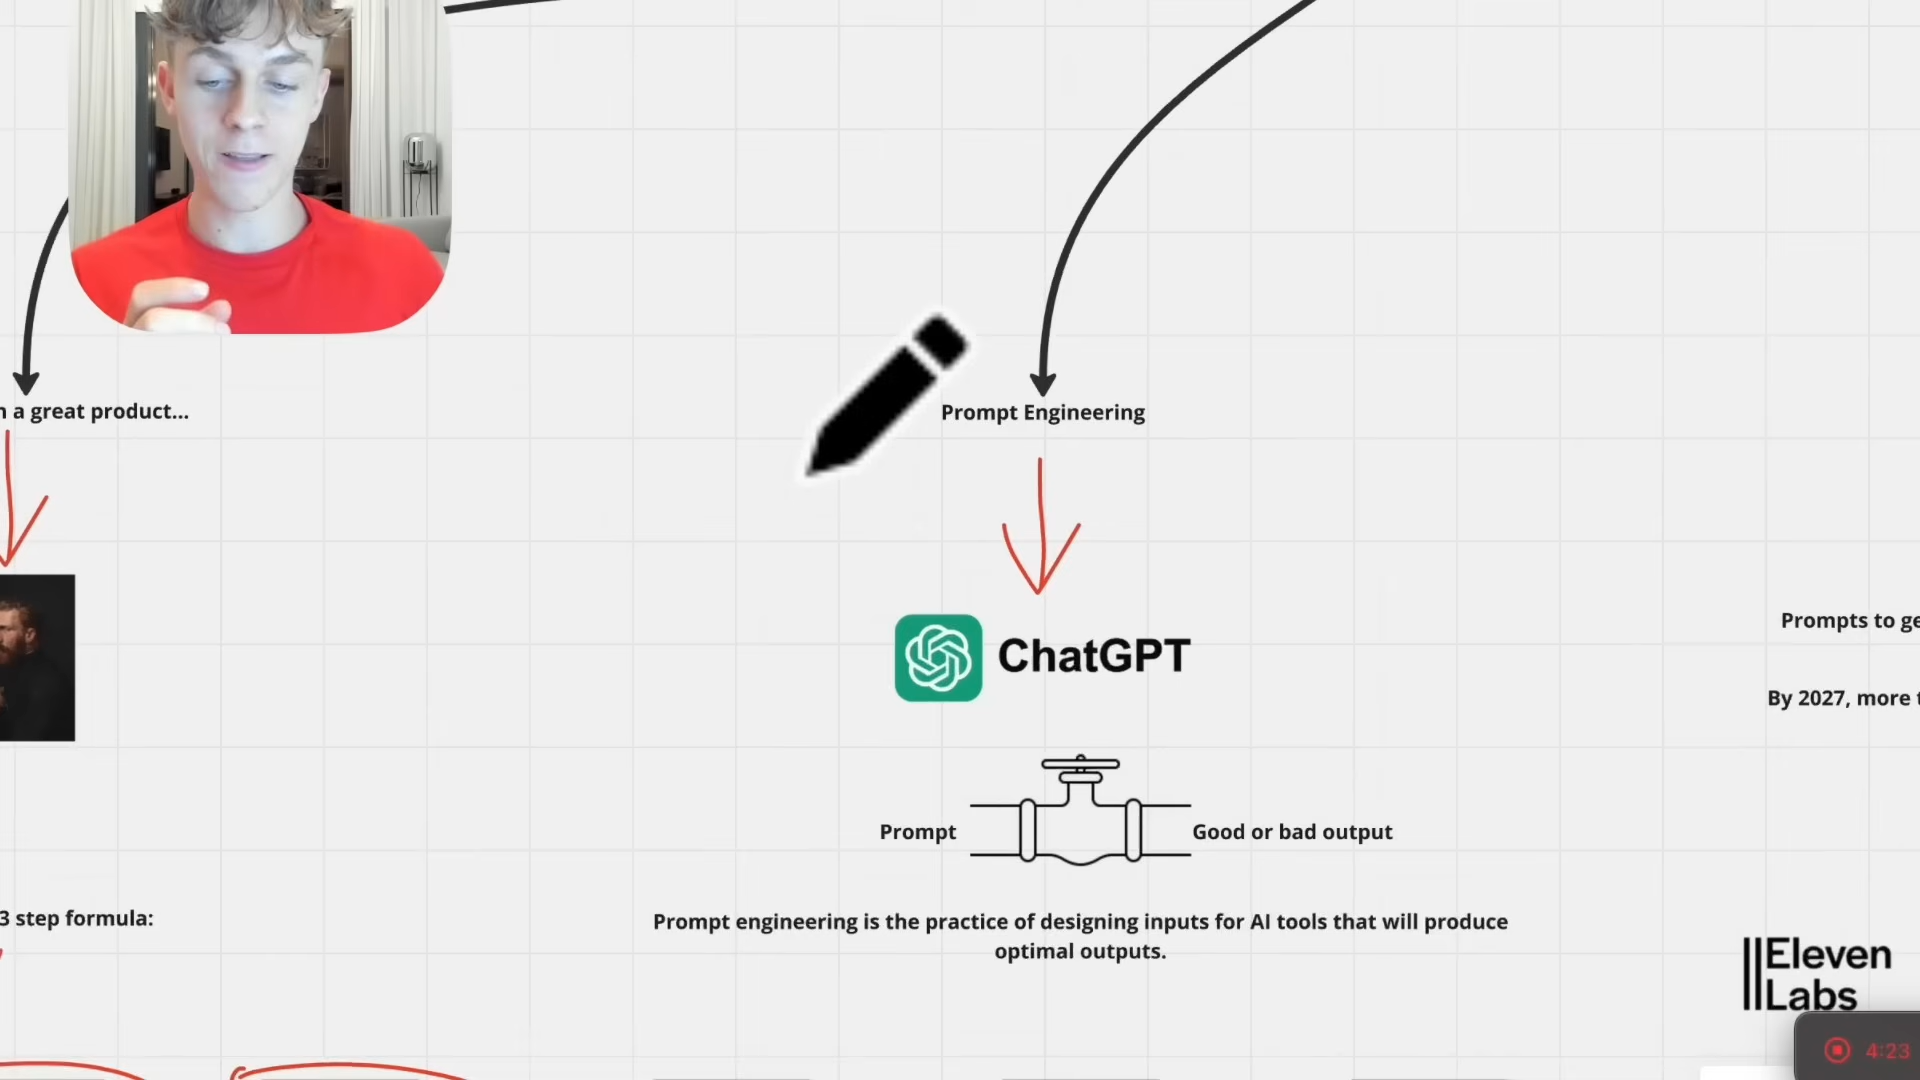 n a great product...
Prompt Engineering
ChatGPT
Prompts to ge
By 2027, more t
Prompt
Good or bad output
3 step formula:
Prompt engineering is the practice of designing inputs for AI tools that will produce
optimal outputs.
Eleven
Labs
4:23